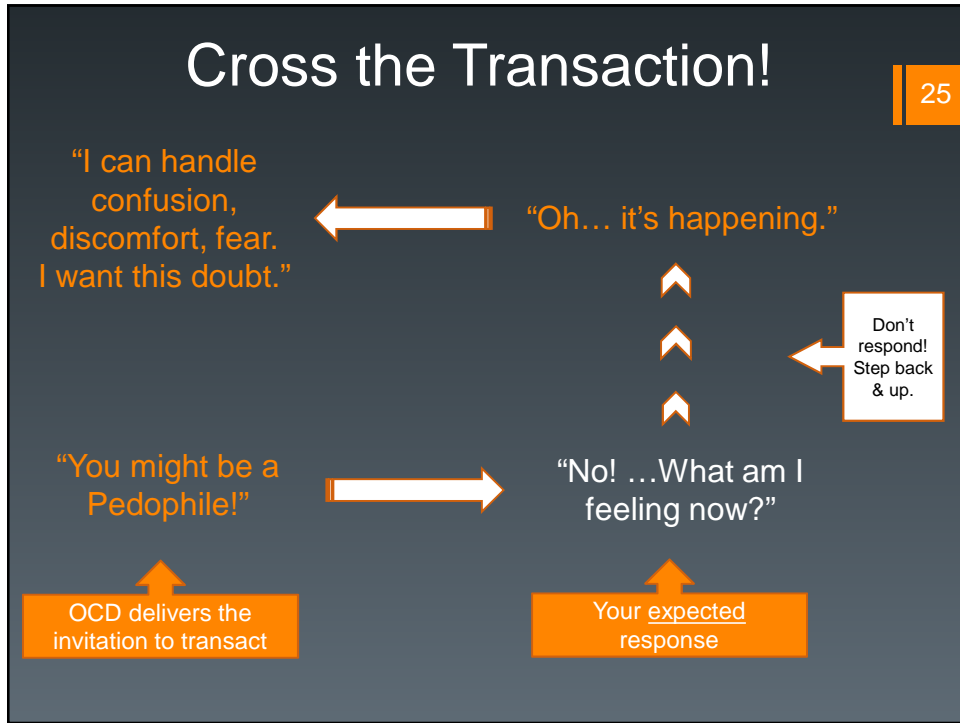 Cross the Transaction!
25
“I can handle
confusion,
discomfort, fear.
I want this doubt.”
“Oh… it’s happening.”
Don’t
respond!
Step back
& up.
“You might be a
Pedophile!”
“No! …What am I
feeling now?”
OCD delivers the
invitation to transact
Your expected
response